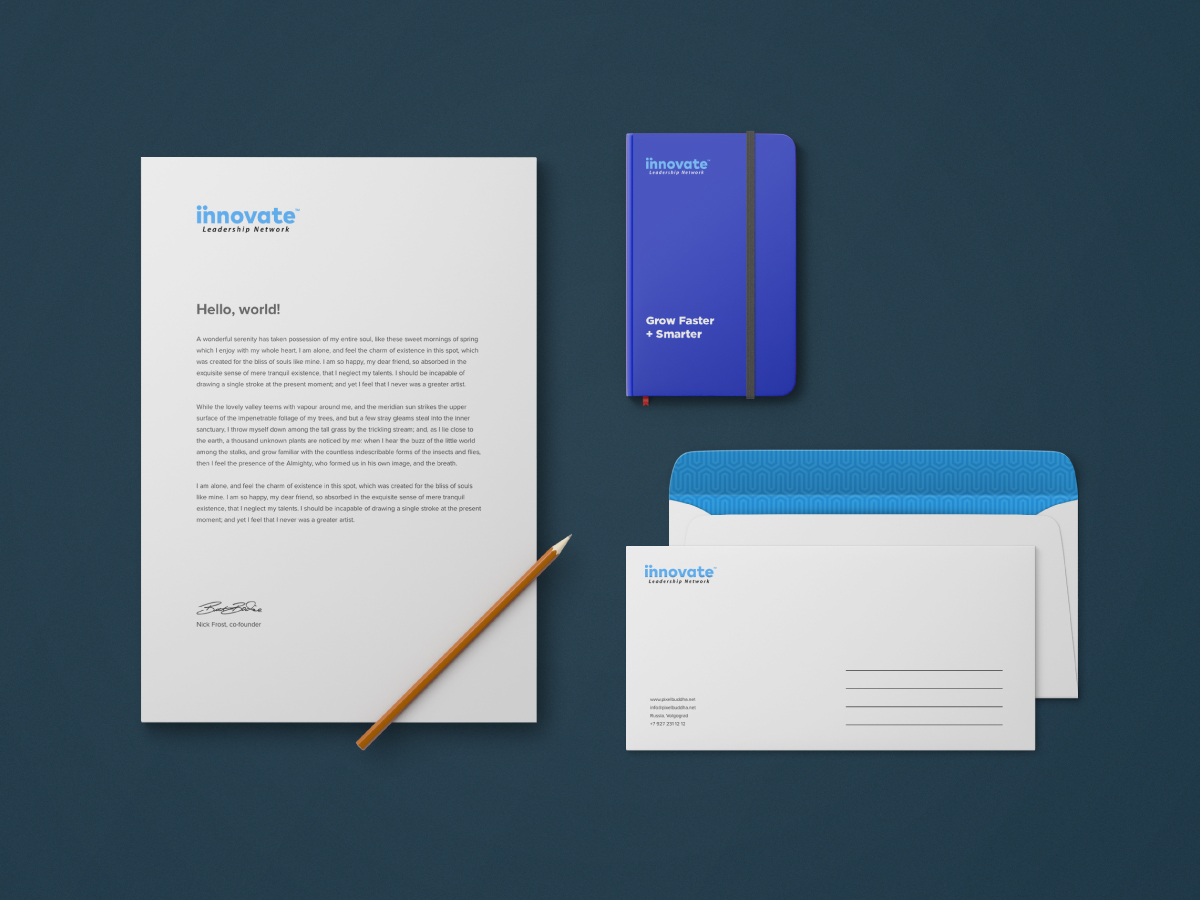 innovate™
Leadership Network
Hello, world!
A wonderful serenity has taken possession of my entire soul, like these sweet mornings of spring
which I enjoy with my whole heart. I am alone, and feel the charm of existence in this spot, which
was created for the bliss of souls like mine. I am so happy, my dear friend, so absorbed in the
exquisite sense of mere tranquil existence, that I neglect my talents. I should be incapable of
drawing a single stroke at the present moment; and yet I feel that I never was a greater artist.
While the lovely valley teems with vapour around me, and the meridian sun strikes the upper
surface of the impenetrable foliage of my trees, and but a few stray gleams steal into the inner
sanctuary, I throw myself down among the tall grass by the trickling stream; and, as I lie close to
the earth, a thousand unknown plants are noticed by me: when I hear the buzz of the little world
among the stalks, and grow familiar with the countless indescribable forms of the insects and flies,
then I feel the presence of the Almighty, who formed us in his own image, and the breath.
I am alone, and feel the charm of existence in this spot, which was created for the bliss of souls
like mine. I am so happy, my dear friend, so absorbed in the exquisite sense of mere tranquil
existence, that I neglect my talents. I should be incapable of drawing a single stroke at the present
moment; and yet I feel that I never was a greater artist.
Nick Frost, co-founder
innovate™
Leadership Network
Grow Faster
+ Smarter
innovate™
Leadership Network
www.pixelbuddha.net
info@pixelbuddha.net
Russia, Volgograd
+7 927 231 12 12